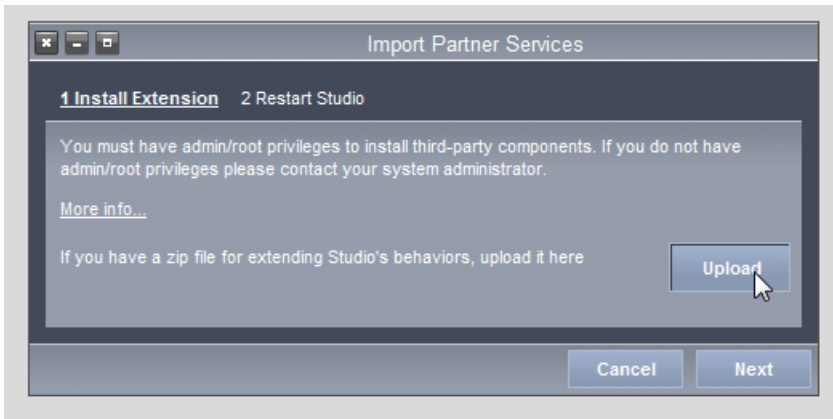 Import Partner Services
1 Install Extension 2 Restart Studio
You must have admin/root privileges to install third-party components. If you do not have
admin/root privileges please contact your system administrator.
More info...
If you have a zip file for extending Studio's behaviors, upload it here
Upload
Cancel Next